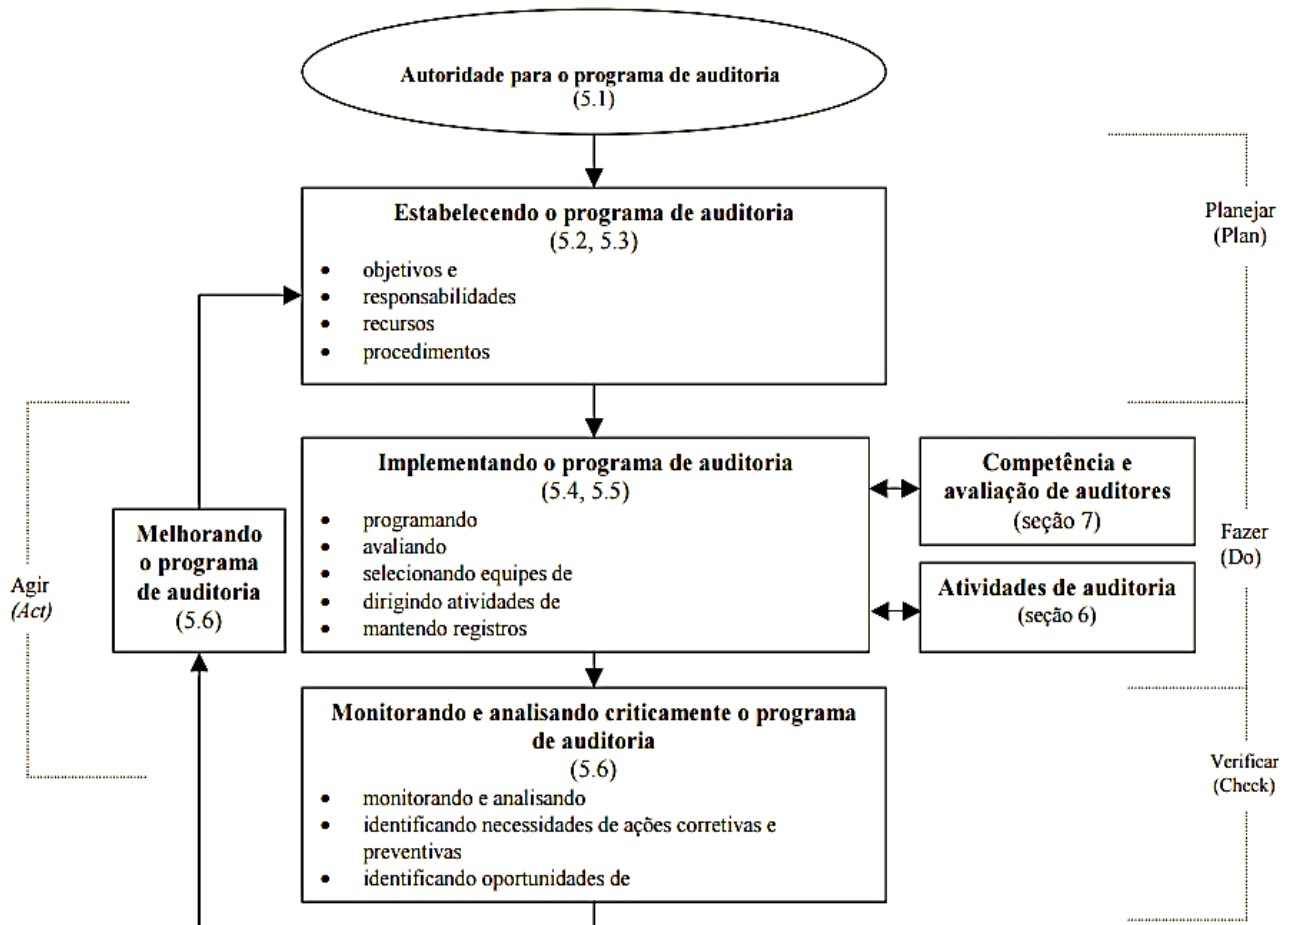 Autoridade para o programa de auditoria
(5.1)
Planejar
(Plan)
Estabelecendo o programa de auditoria
(5.2, 5.3)
• objetivos e
• responsabilidades
• recursos
• procedimentos
Implementando o programa de auditoria
(5.4, 5.5)
• programando
• avaliando
• selecionando equipes de
• dirigindo atividades de
• mantendo registros
Competência e
avaliação de auditores
(seção 7)
Atividades de auditoria
(seção 6)
Fazer
(Do)
Melhorando
o programa
de auditoria
(5.6)
Agir
(Act)
Monitorando e analisando criticamente o programa
de auditoria
(5.6)
• monitorando e analisando
• identificando necessidades de ações corretivas e
preventivas
• identificando oportunidades de
Verificar
(Check)